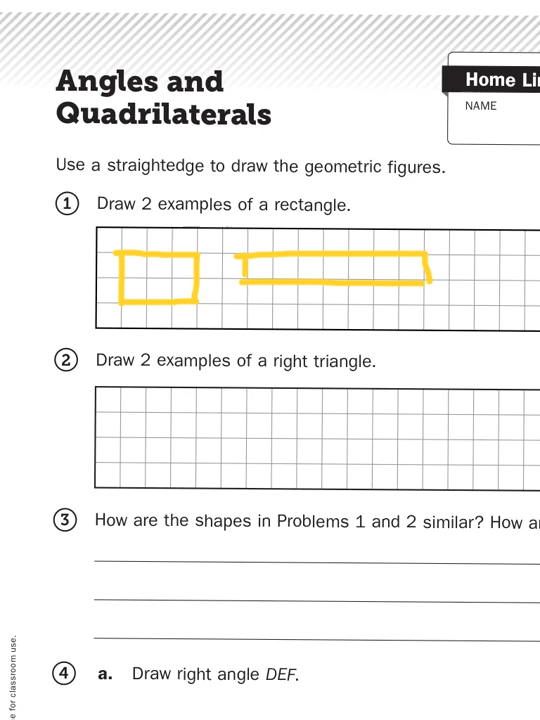 Angles and
Quadrilaterals
Home Li
NAME
Use a straightedge to draw the geometric figures.
1 Draw 2 examples of a rectangle.
2 Draw 2 examples of a right triangle.
3 How are the shapes in Problems 1 and 2 similar? How
4 a. Draw right angle DEF.
e for classroom use.